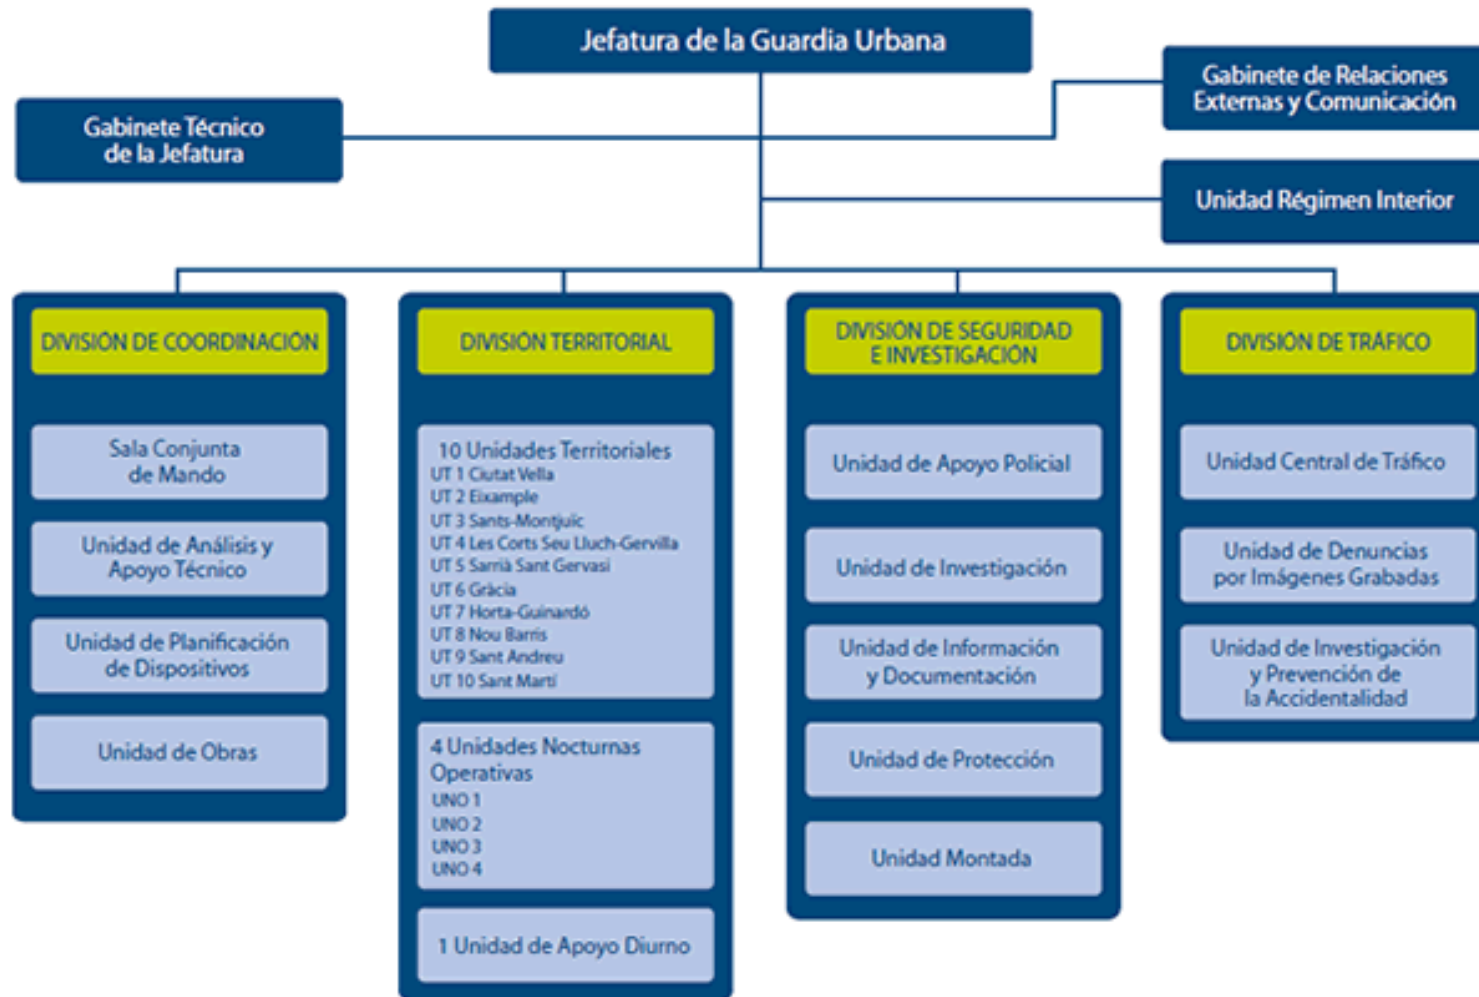 Jefatura de la Guardia Urbana
Gabinete de Relaciones
Externas y Comunicación
Gabinete Técnico
de la Jefatura
Unidad Régimen Interior
DIVISIÓN DE COORDINACIÓN
Sala Conjunta
de Mando
Unidad de Análisis y
Apoyo Técnico
Unidad de Planificación
de Dispositivos
Unidad de Obras
DIVISIÓN TERRITORIAL
10 Unidades Territoriales
UT 1 Ciutat Vella
UT 2 Eixample
UT 3 Sants-Montjuïc
UT 4 Les Corts Seu Lluch-Gervilla
UT 5 Sarrià Sant Gervasi
UT 6 Gràcia
UT 7 Horta-Guinardó
UT 8 Nou Barris
UT 9 Sant Andreu
UT 10 Sant Martí
4 Unidades Nocturnas
Operativas
UNO 1
UNO 2
UNO 3
UNO 4
1 Unidad de Apoyo Diurno
DIVISIÓN DE SEGURIDAD
E INVESTIGACIÓN
Unidad de Apoyo Policial
Unidad de Investigación
Unidad de Información
y Documentación
Unidad de Protección
Unidad Montada
DIVISIÓN DE TRÁFICO
Unidad Central de Tráfico
Unidad de Denuncias
por Imágenes Grabadas
Unidad de Investigación
y Prevención de
la Accidentalidad